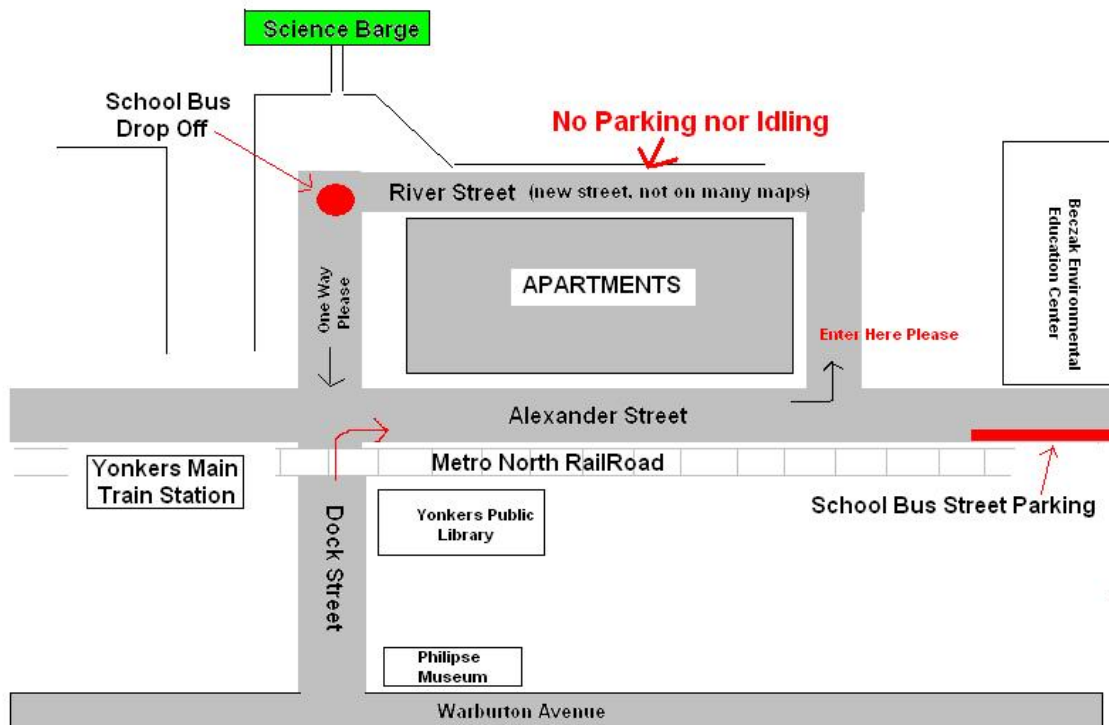 Science Barge
School Bus
Drop Off
No Parking nor Idling
River Street (new street, not on many maps)
Beczak Environmental
Education Center
APARTMENTS
One Way
Please
Enter Here Please
Alexander Street
Metro North RailRoad
Yonkers Main
Train Station
School Bus Street Parking
Yonkers Public
Library
Dock Street
Philipse
Museum
Warburton Avenue